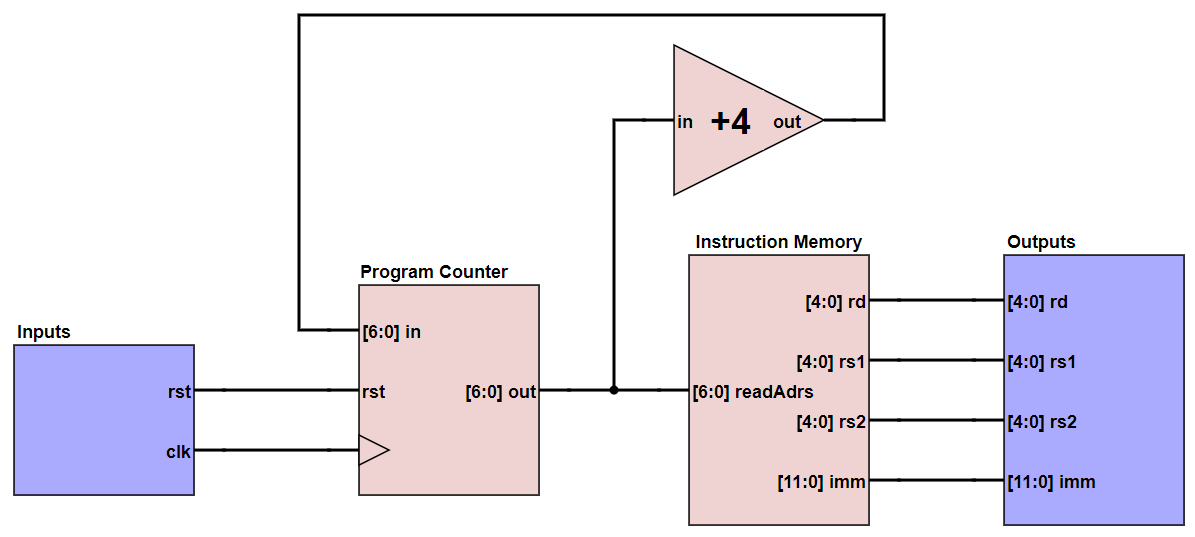 in +4 out
Instruction Memory
Outputs
Program Counter
[4:0] rd
[4:0] rd
Inputs
[6:0] in
[4:0] rs1
[4:0] rs1
rst
rst
[6:0] out
[6:0] readAdrs
[4:0] rs2
[4:0] rs2
clk
[11:0] imm
[11:0] imm